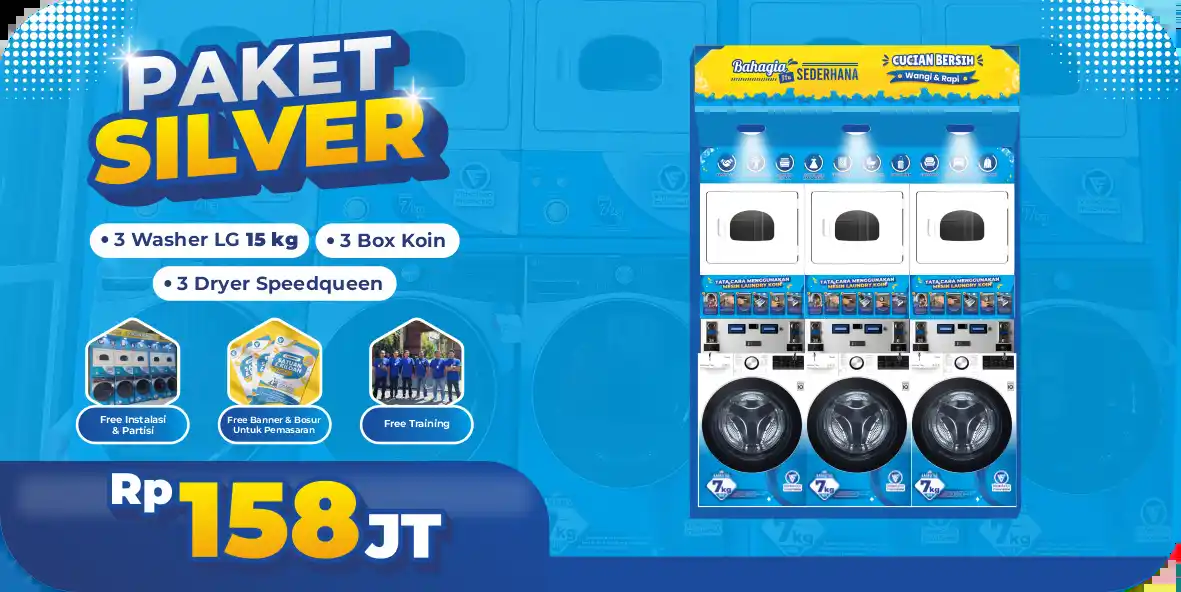 PAKET
SILVER
• 3 Washer LG 15 kg
• 3 Box Koin
• 3 Dryer Speedqueen
Free Instalasi
& Partisi
Free Banner & Bosur
Untuk Pemasaran
Free Training
Rp 158 JT
Bahagia
itu SEDERHANA
CUCIAN BERSIH
Wangi & Rapi
TATA CARA MENGGUNAKAN
MESIN LAUNDRY KOIN
TATA CARA MENGGUNAKAN
MESIN LAUNDRY KOIN
TATA CARA MENGGUNAKAN
MESIN LAUNDRY KOIN
7kg
7kg
7kg
SATUAN